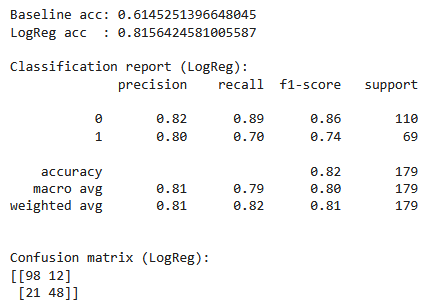 Baseline acc: 0.6145251396648045
LogReg acc  : 0.8156424581005587
Classification report (LogReg):
              precision    recall  f1-score   support
           0       0.82      0.89      0.86       110
           1       0.80      0.70      0.74        69
    accuracy                           0.82       179
   macro avg       0.81      0.79      0.80       179
weighted avg       0.81      0.82      0.81       179
Confusion matrix (LogReg):
[[98 12]
 [21 48]]